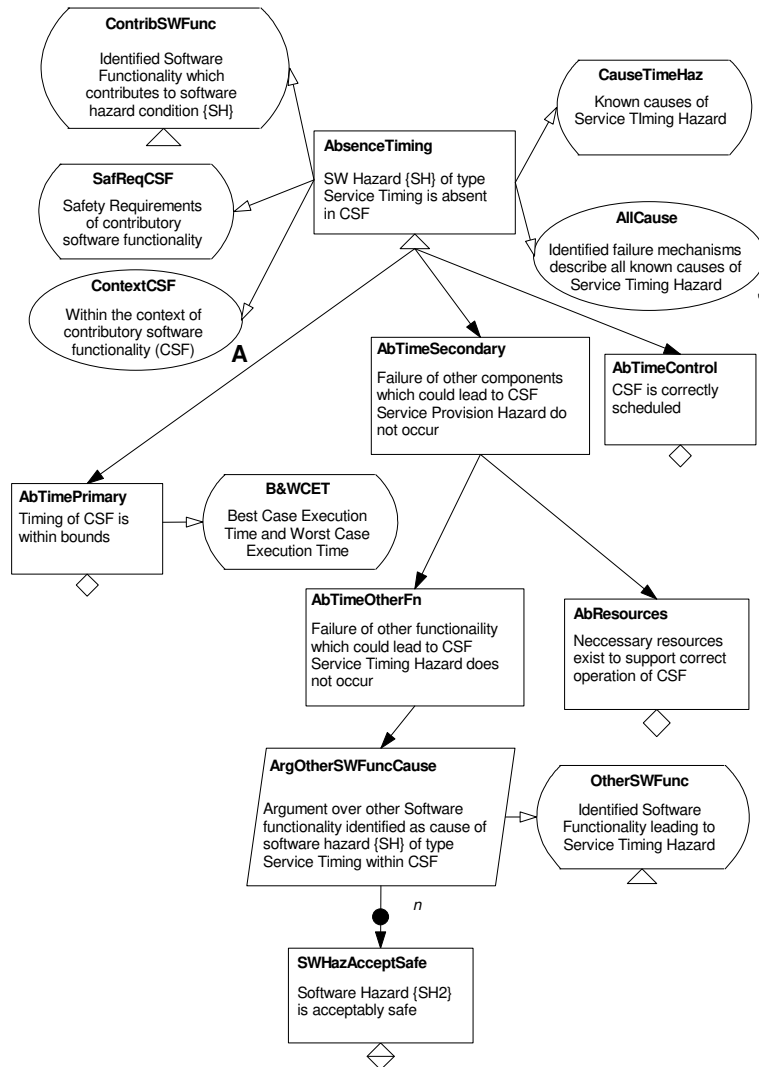 ContribSWFunc
Identified Software
Functionality which
contributes to software
hazard condition {SH}
CauseTimeHaz
Known causes of
Service TIming Hazard
AbsenceTiming
SW Hazard {SH} of type
Service Timing is absent
in CSF
SafReqCSF
Safety Requirements
of contributory
software functionality
AllCause
Identified failure mechanisms
describe all known causes of
Service Timing Hazard
ContextCSF
Within the context of
contributory software
functionality (CSF)
A
AbTimeSecondary
Failure of other components
which could lead to CSF
Service Provision Hazard do
not occur
AbTimeControl
CSF is correctly
scheduled
AbTimePrimary
Timing of CSF is
within bounds
B&WCET
Best Case Execution
Time and Worst Case
Execution Time
AbTimeOtherFn
Failure of other functionaility
which could lead to CSF
Service Timing Hazard does
not occur
AbResources
Neccessary resources
exist to support correct
operation of CSF
ArgOtherSWFuncCause
Argument over other Software
functionality identified as cause of
software hazard {SH} of type
Service Timing within CSF
OtherSWFunc
Identified Software
Functionality leading to
Service Timing Hazard
n
SWHazAcceptSafe
Software Hazard {SH2}
is acceptably safe